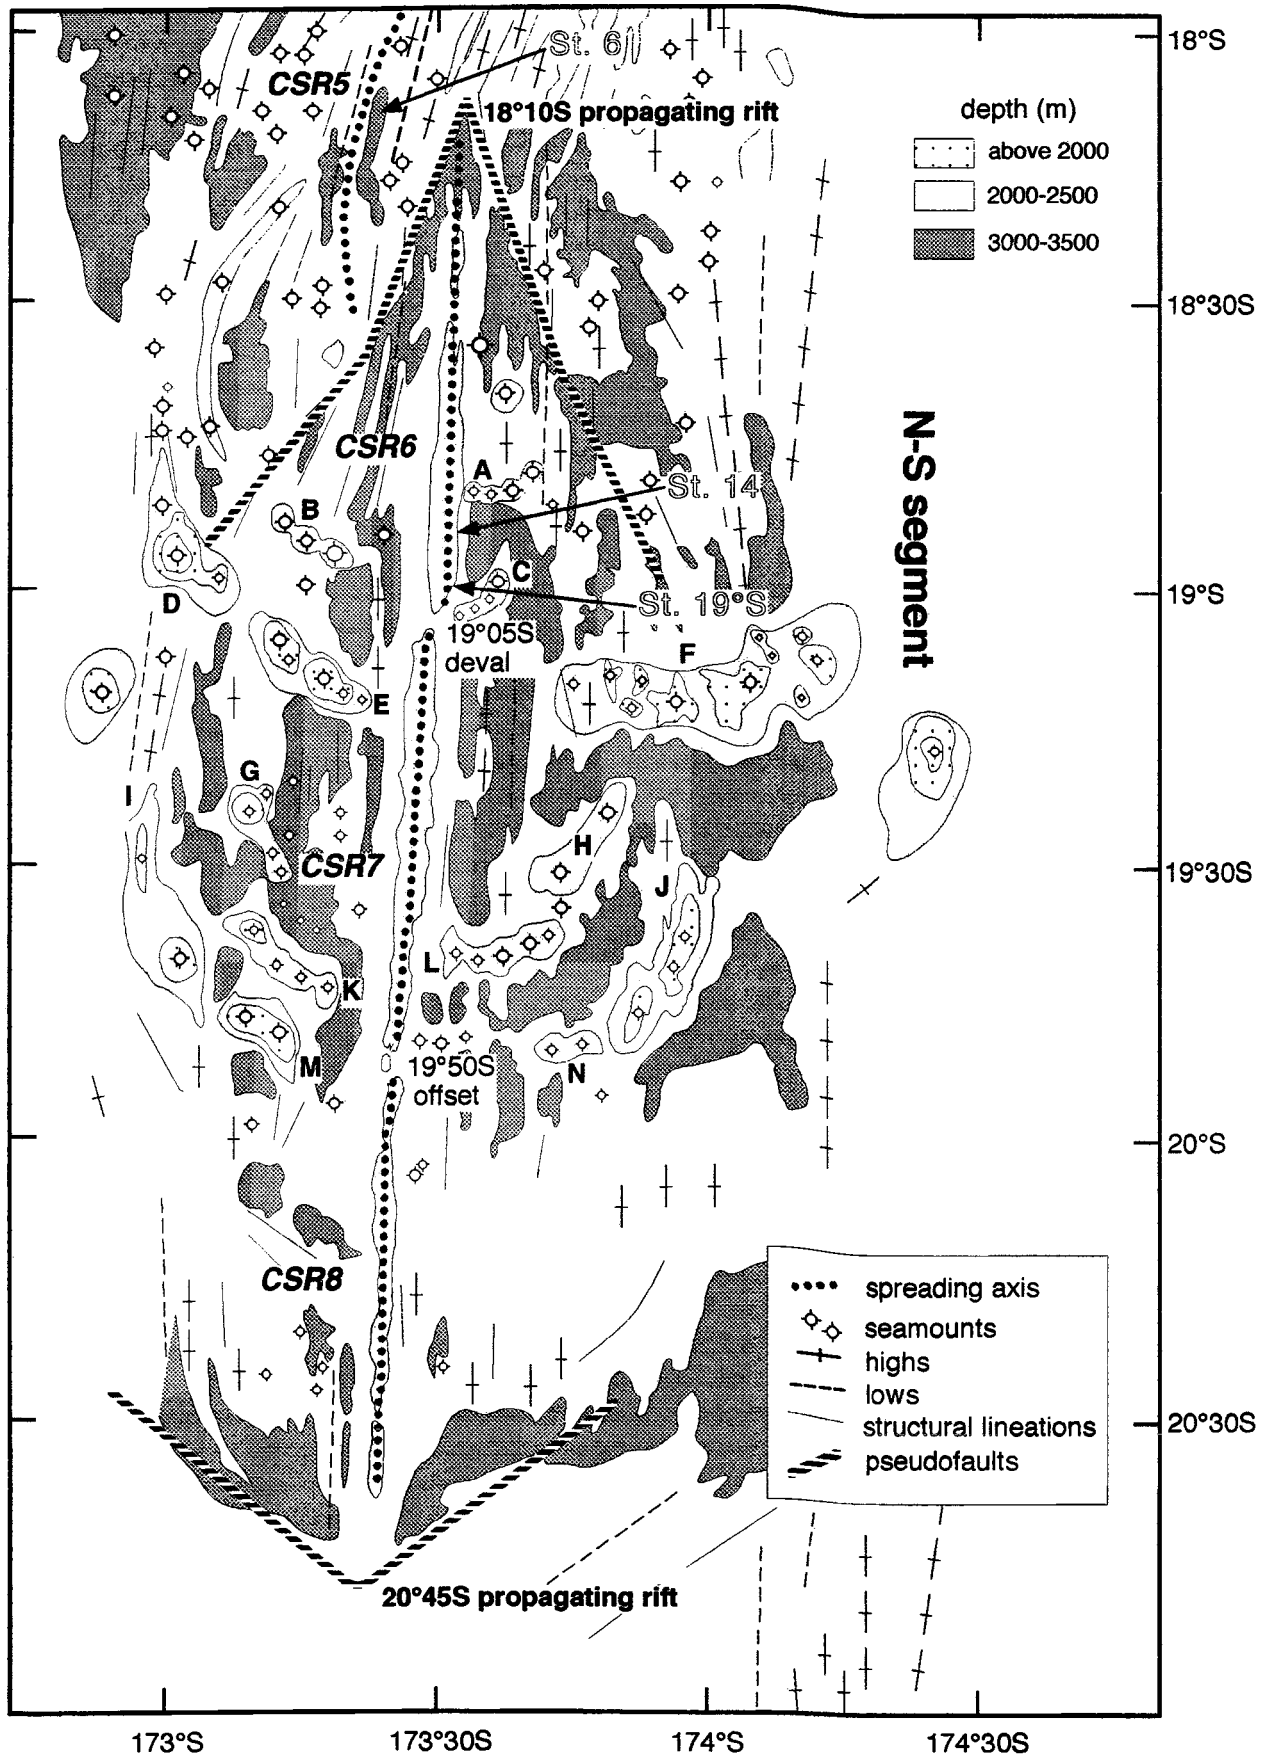 18°S
St. 6
CSR5
18°10S propagating rift
depth (m)
above 2000
2000-2500
3000-3500
18°30S
CSR6
N-S segment
A
St. 14
B
C
D
19°S
St. 19°S
19°05S
deval
F
E
G
I
H
CSR7
19°30S
J
L
K
M
19°50S
offset
N
20°S
CSR8
spreading axis
seamounts
highs
lows
structural lineations
pseudofaults
20°30S
20°45S propagating rift
173°S
173°30S
174°S
174°30S